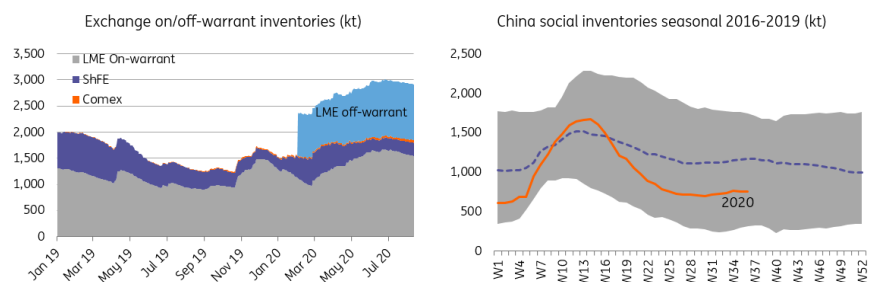 Exchange on/off-warrant inventories (kt)
3,500
3,000
2,500
2,000
1,500
1,000
500
0
LME On-warrant
ShFE
Comex
LME off-warrant
Jan 19
Mar 19
May 19
Jul 19
Sep 19
Nov 19
Jan 20
Mar 20
May 20
Jul 20
China social inventories seasonal 2016-2019 (kt)
2,500
2,000
1,500
1,000
500
0
2020
W1
W4
W7
W10
W13
W16
W19
W22
W25
W28
W31
W34
W37
W40
W43
W46
W49
W52